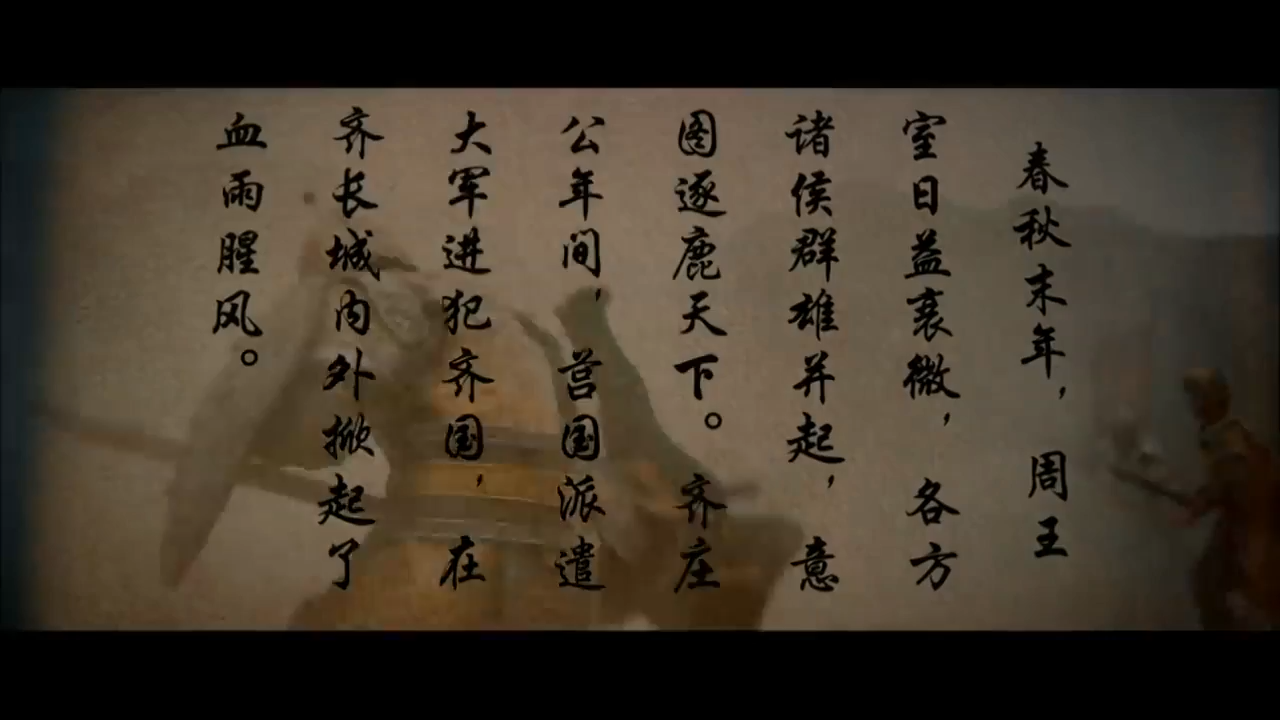 春秋末年，周王
室日益衰微，各方
诸侯群雄并起，意
图逐鹿天下。齐庄
公年间，莒国派遣
大军进犯齐国，在
齐长城内外掀起了
血雨腥风。